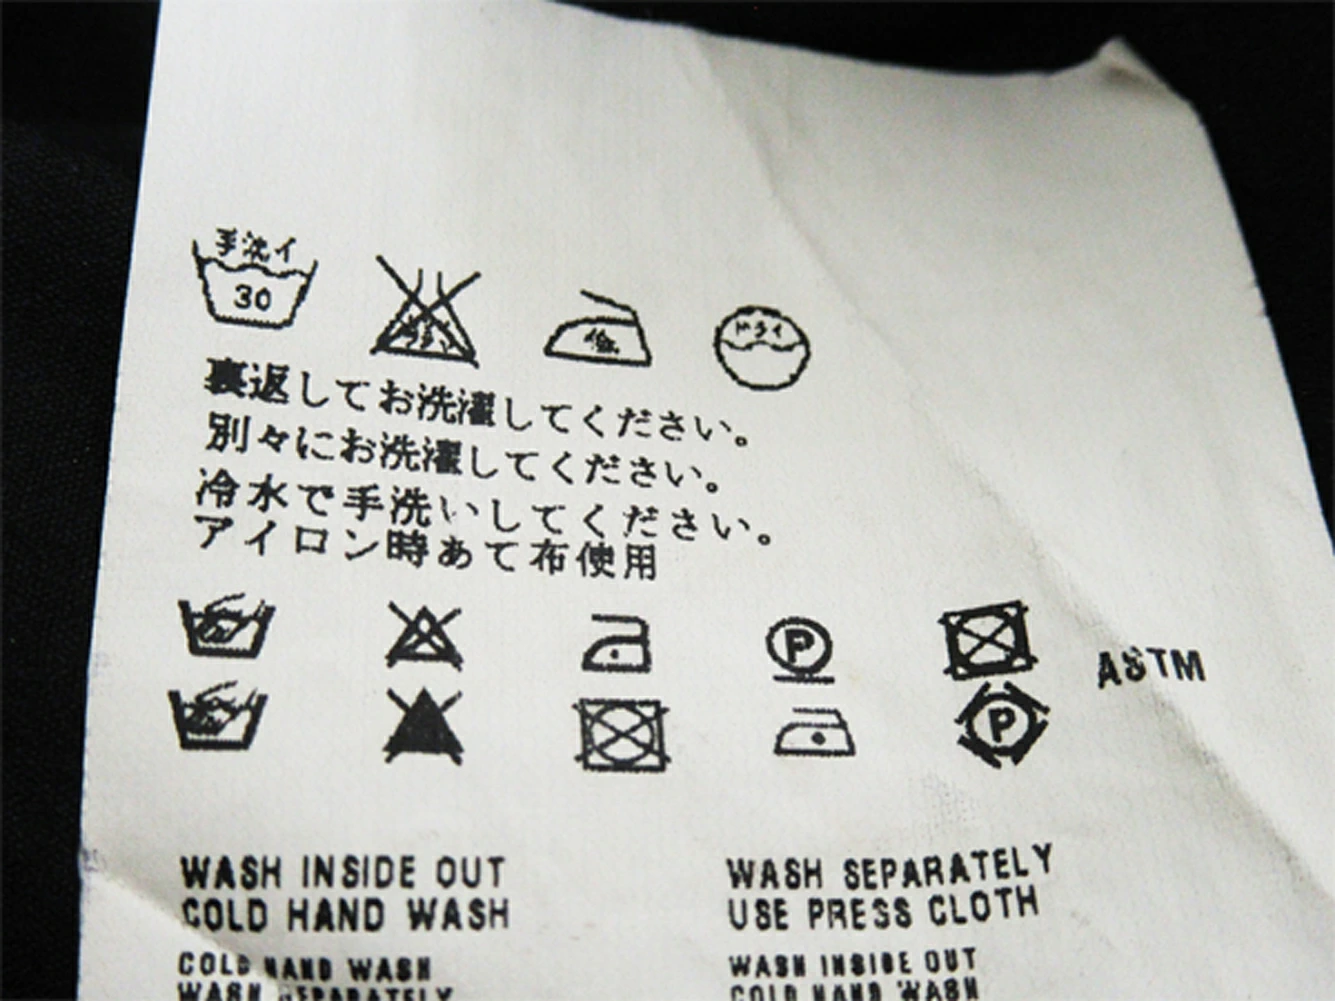 手洗イ
30
低
ドライ
裏返してお洗濯してください。
別々にお洗濯してください。
冷水で手洗いしてください。
アイロン時あて布使用
P
ASTM
P
WASH INSIDE OUT
COLD HAND WASH
WASH SEPARATELY
USE PRESS CLOTH
COLD HAND WASH
WASH SEPARATELY
WASH INSIDE OUT
COLD HAND WASH